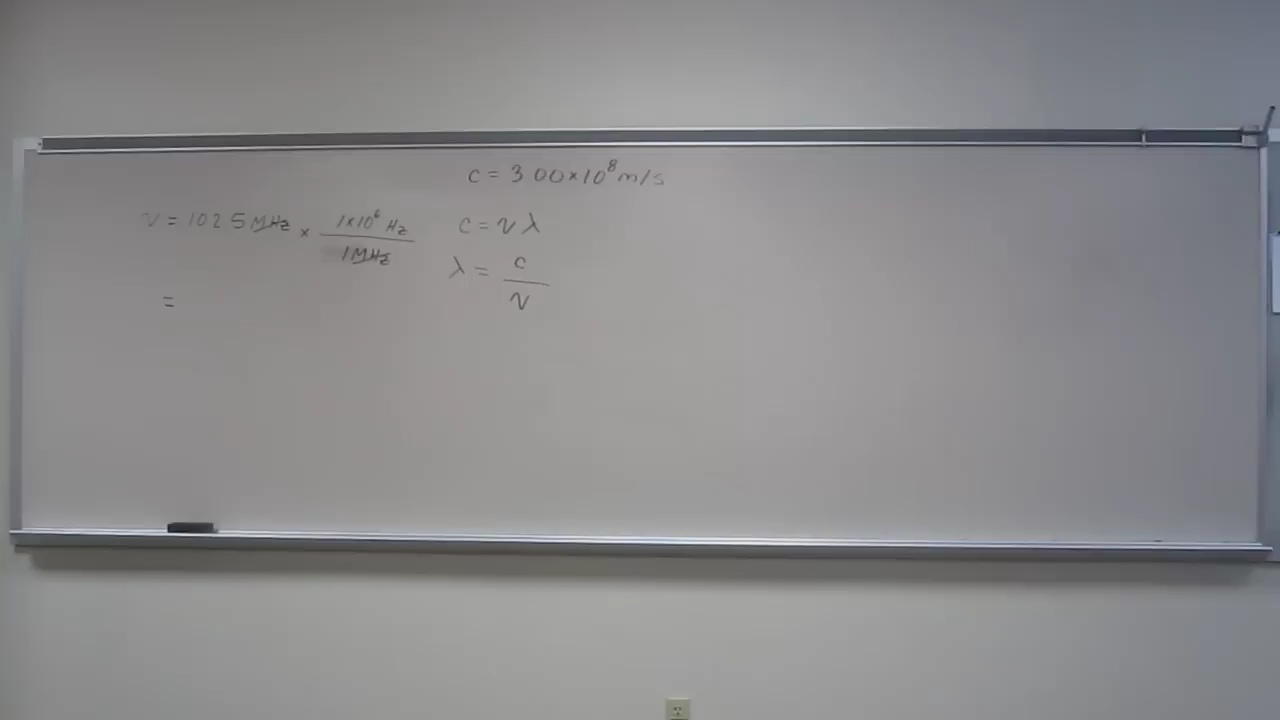 c = 3 00×10⁸ m/s
ν = 102 5 MHz × 1×10⁶ Hz / 1MHz
=
c = ν λ
λ = c / ν